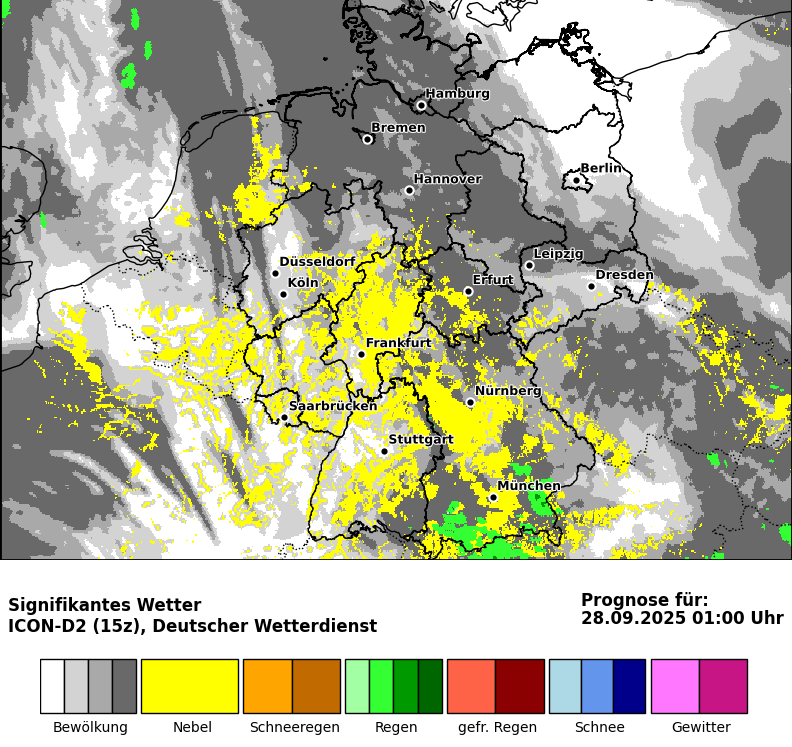 Hamburg
Bremen
Berlin
Hannover
Leipzig
Düsseldorf
Dresden
Köln
Erfurt
Frankfurt
Nürnberg
Saarbrücken
Stuttgart
München
Signifikantes Wetter
ICON-D2 (15z), Deutscher Wetterdienst
Prognose für:
28.09.2025 01:00 Uhr
Bewölkung Nebel Schneeregen Regen gefr. Regen Schnee Gewitter